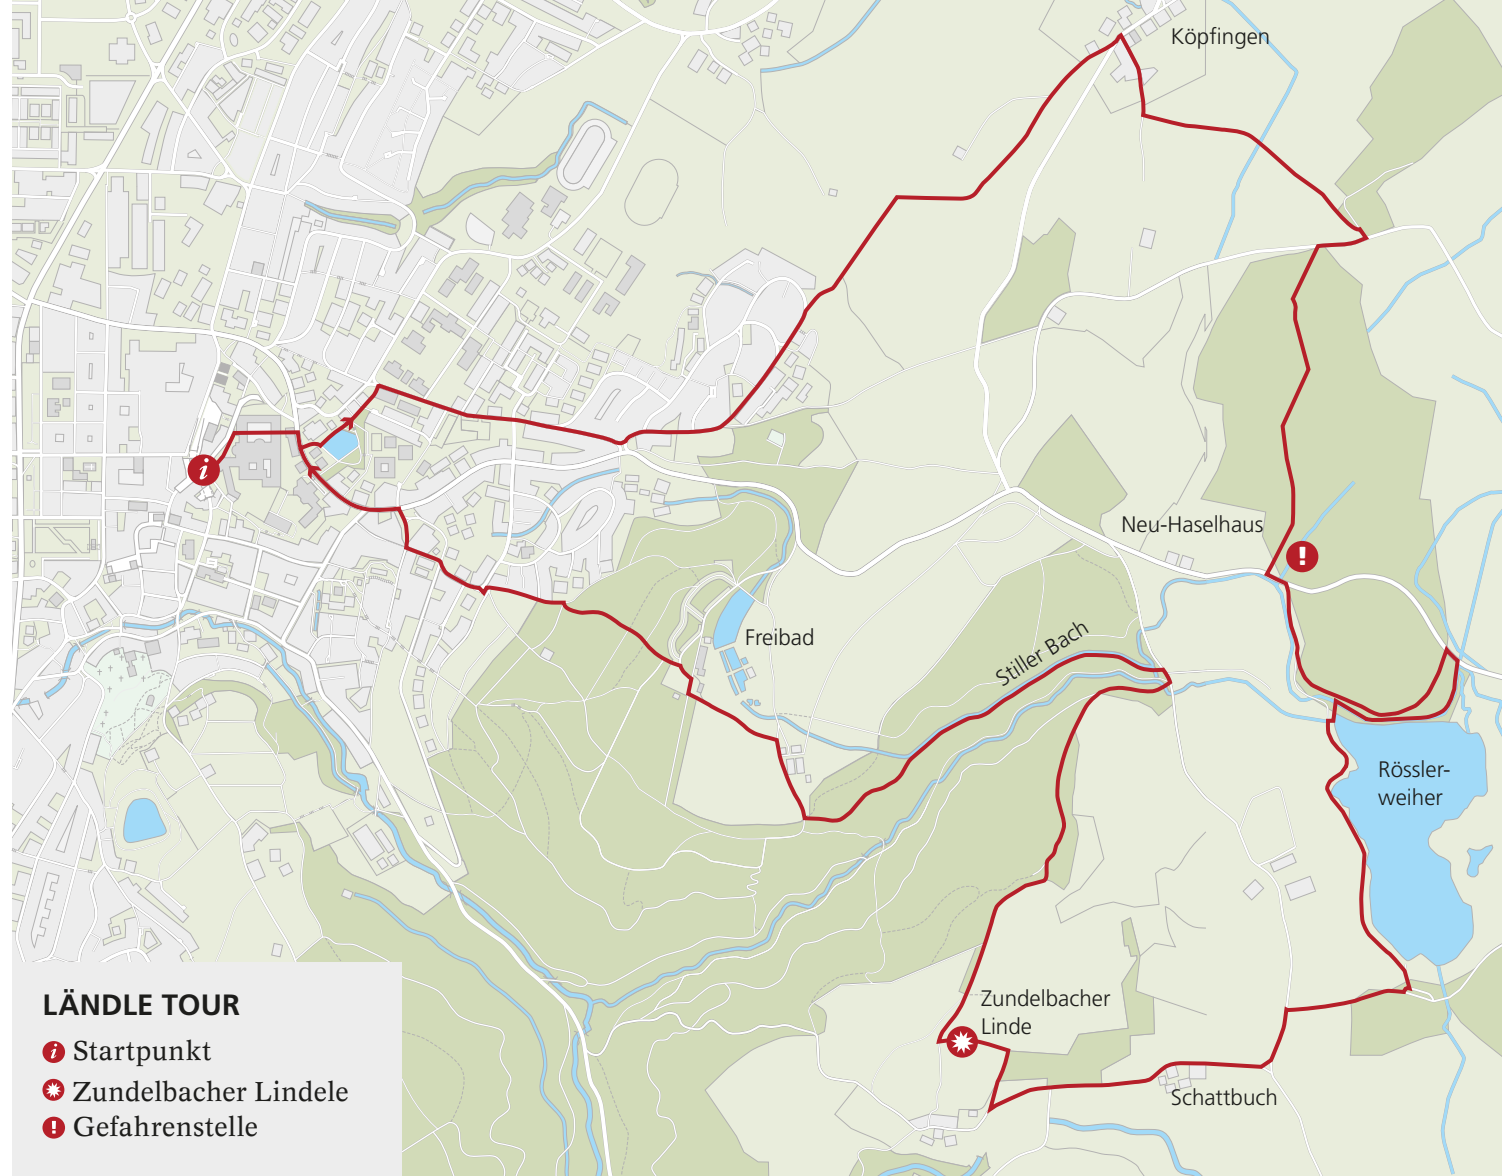 Köpfingen
Neu-Haselhaus
!
Freibad
Stiller Bach
Rössler-
weiher
i
Zundelbacher
Linde
Schattbuch
LÄNDLE TOUR
i Startpunkt
Zundelbacher Lindele
! Gefahrenstelle